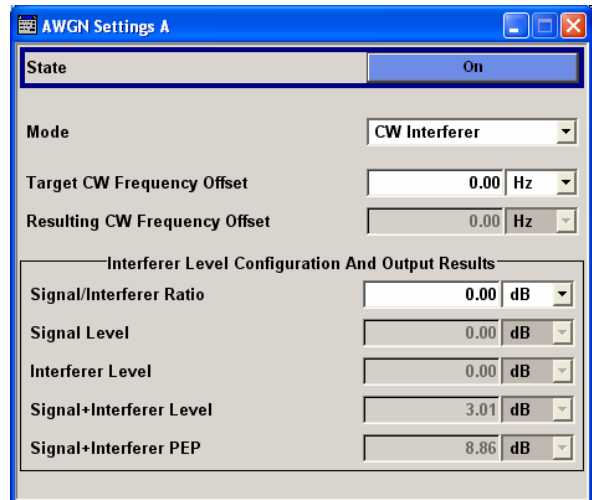 AWGN Settings A
State On
Mode CW Interferer
Target CW Frequency Offset 0.00 Hz
Resulting CW Frequency Offset 0.00 Hz
Interferer Level Configuration And Output Results
Signal/Interferer Ratio 0.00 dB
Signal Level 0.00 dB
Interferer Level 0.00 dB
Signal+Interferer Level 3.01 dB
Signal+Interferer PEP 8.86 dB